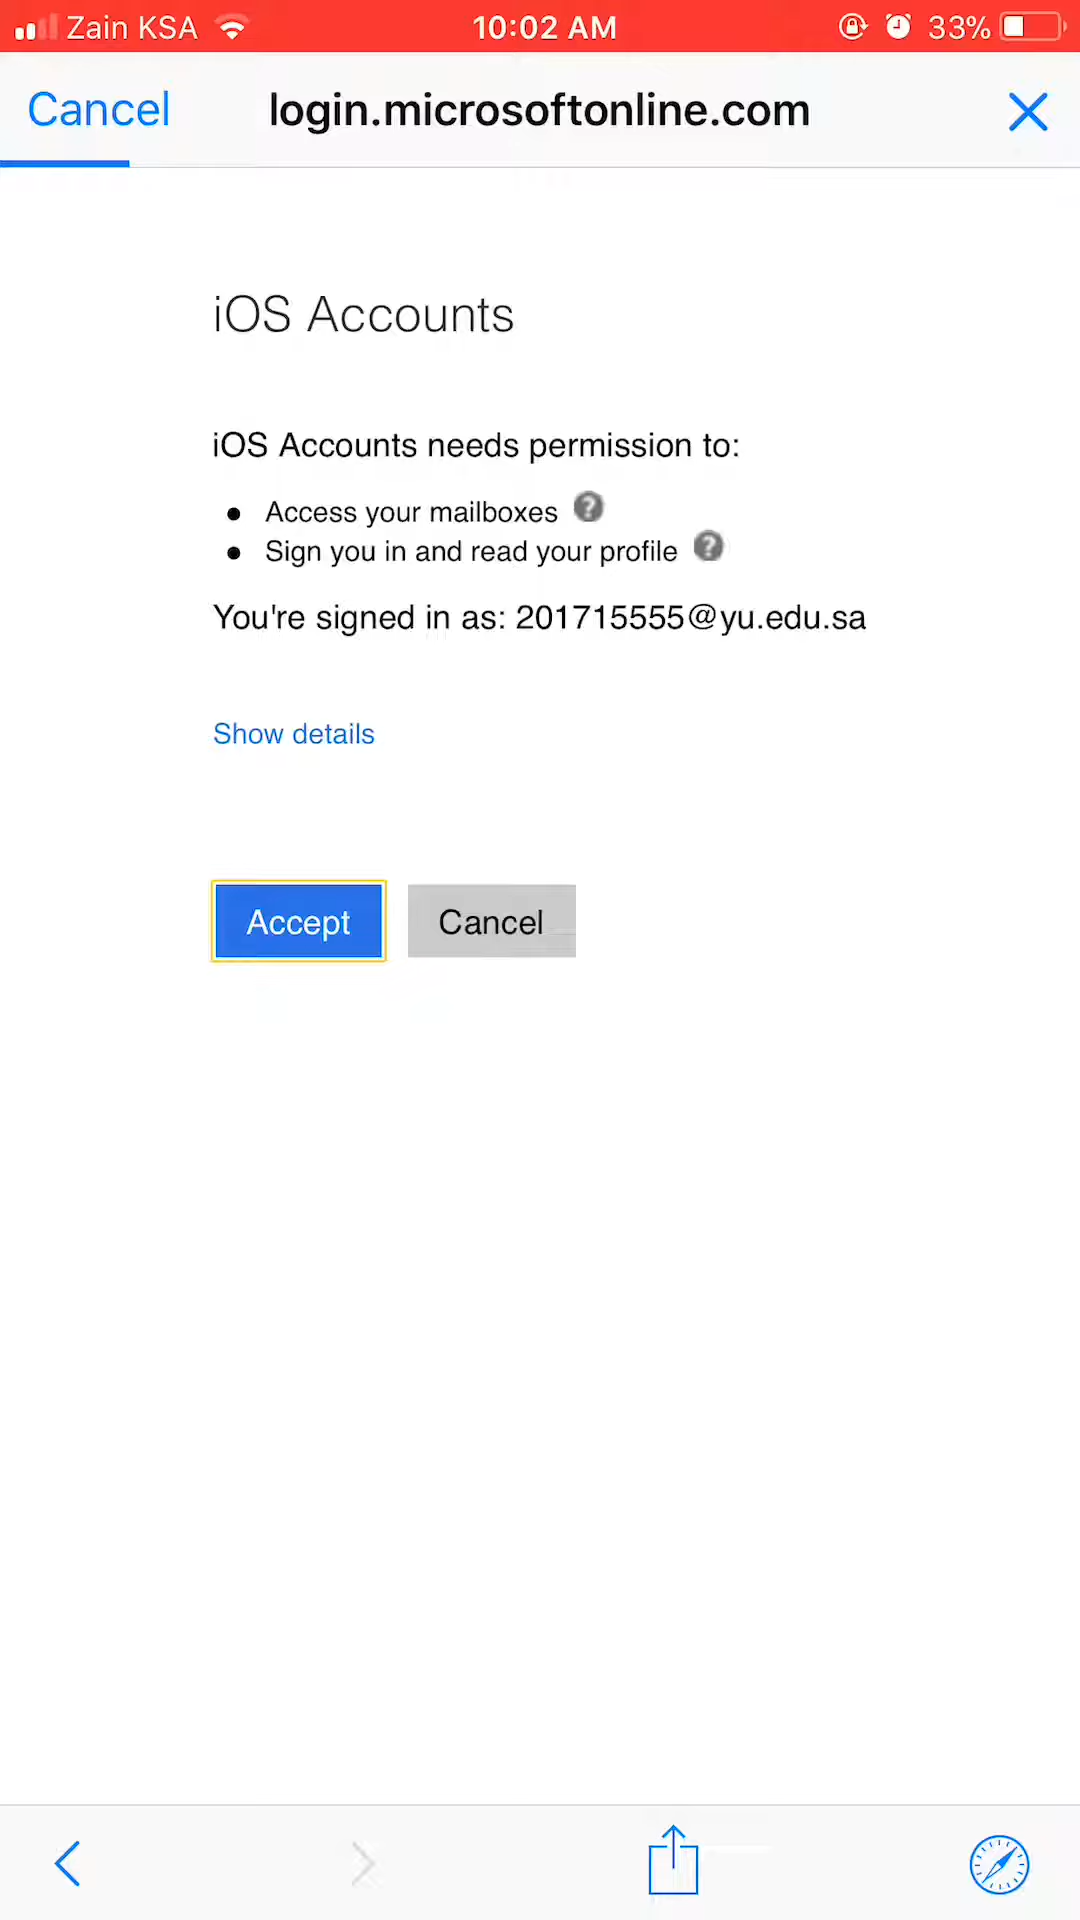 Zain KSA 10:02 AM 33%
Cancel login.microsoftonline.com
iOS Accounts
iOS Accounts needs permission to:
• Access your mailboxes ?
• Sign you in and read your profile ?
You're signed in as: 201715555@yu.edu.sa
Show details
Accept Cancel